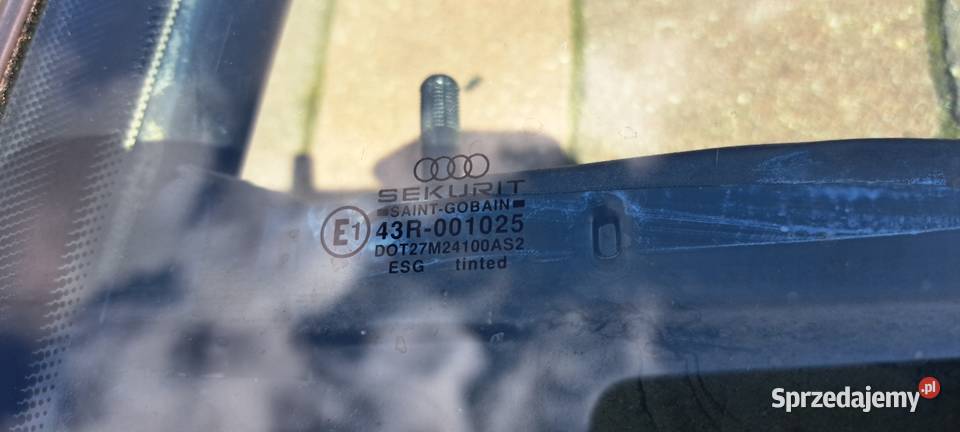 SEKURIT
SAINT-GOBAIN
E1
43R-001025
DOT27M24100AS2
ESG tinted
Sprzedajemy.pl